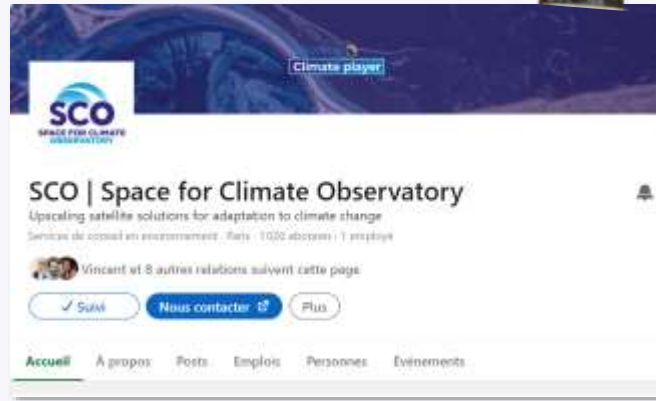 Climate player
SCO
SPACE FOR CLIMATE
OBSERVATORY
SCO | Space for Climate Observatory
Upscaling satellite solutions for adaptation to climate change
Services de conseil en environnement · Paris · abonnés · 1 employé
Vincent et 8 autres relations suivent cette page
✓ Suivi
Nous contacter
Plus
Accueil
À propos
Posts
Emplois
Personnes
Événements